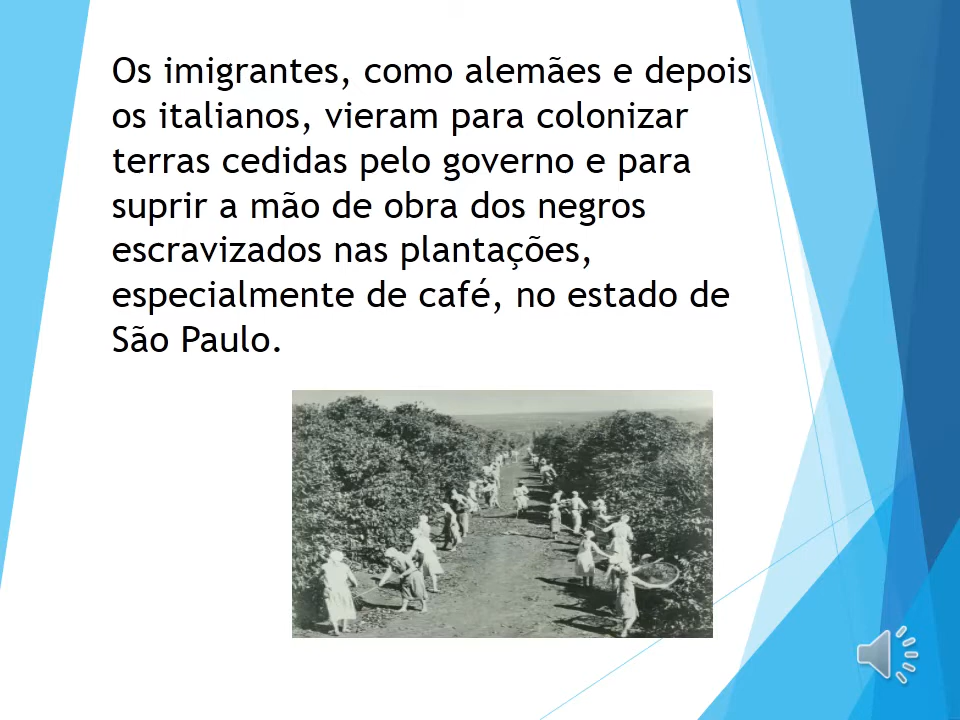 Os imigrantes, como alemães e depois
os italianos, vieram para colonizar
terras cedidas pelo governo e para
suprir a mão de obra dos negros
escravizados nas plantações,
especialmente de café, no estado de
São Paulo.